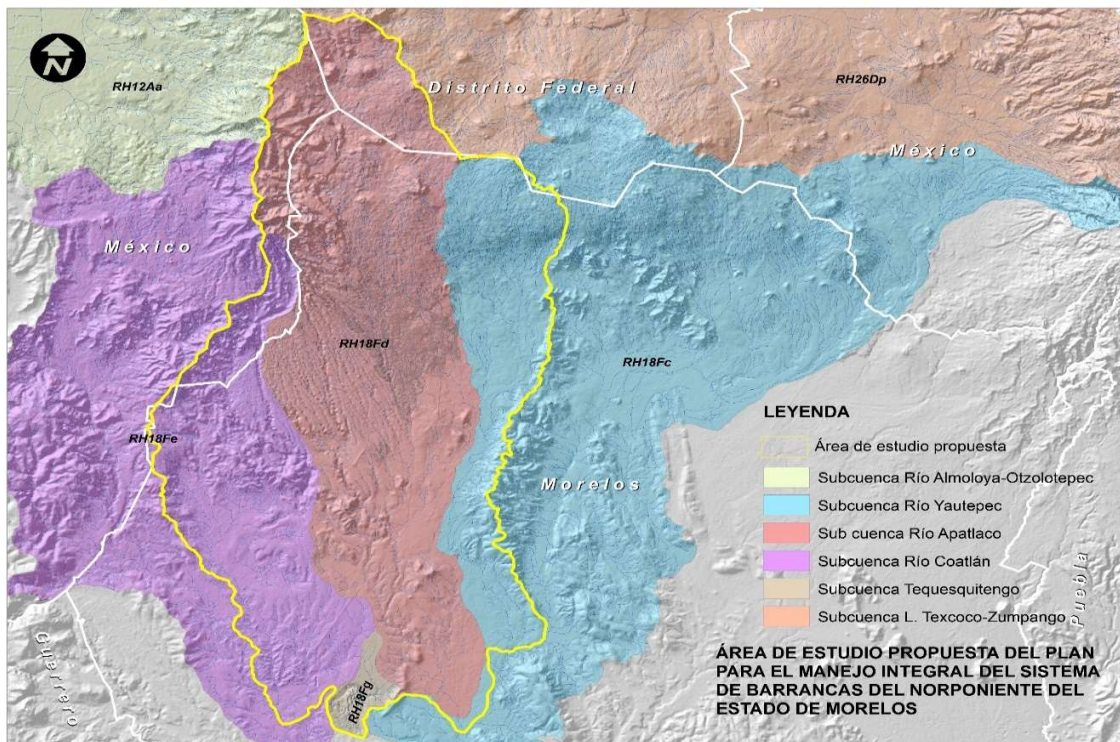 N
RH12Aa
Distrito Federal
RH26Dp
México
México
RH18Fd
RH18Fc
RH18Fe
Morelos
RH18Fg
Guerrero
Puebla
LEYENDA
Área de estudio propuesta
Subcuenca Río Almoloya-Otzolotepec
Subcuenca Río Yautepec
Sub cuenca Río Apatlaco
Subcuenca Río Coatlán
Subcuenca Tequesquitengo
Subcuenca L. Texcoco-Zumpango
ÁREA DE ESTUDIO PROPUESTA DEL PLAN
PARA EL MANEJO INTEGRAL DEL SISTEMA
DE BARRANCAS DEL NORPONIENTE DEL
ESTADO DE MORELOS